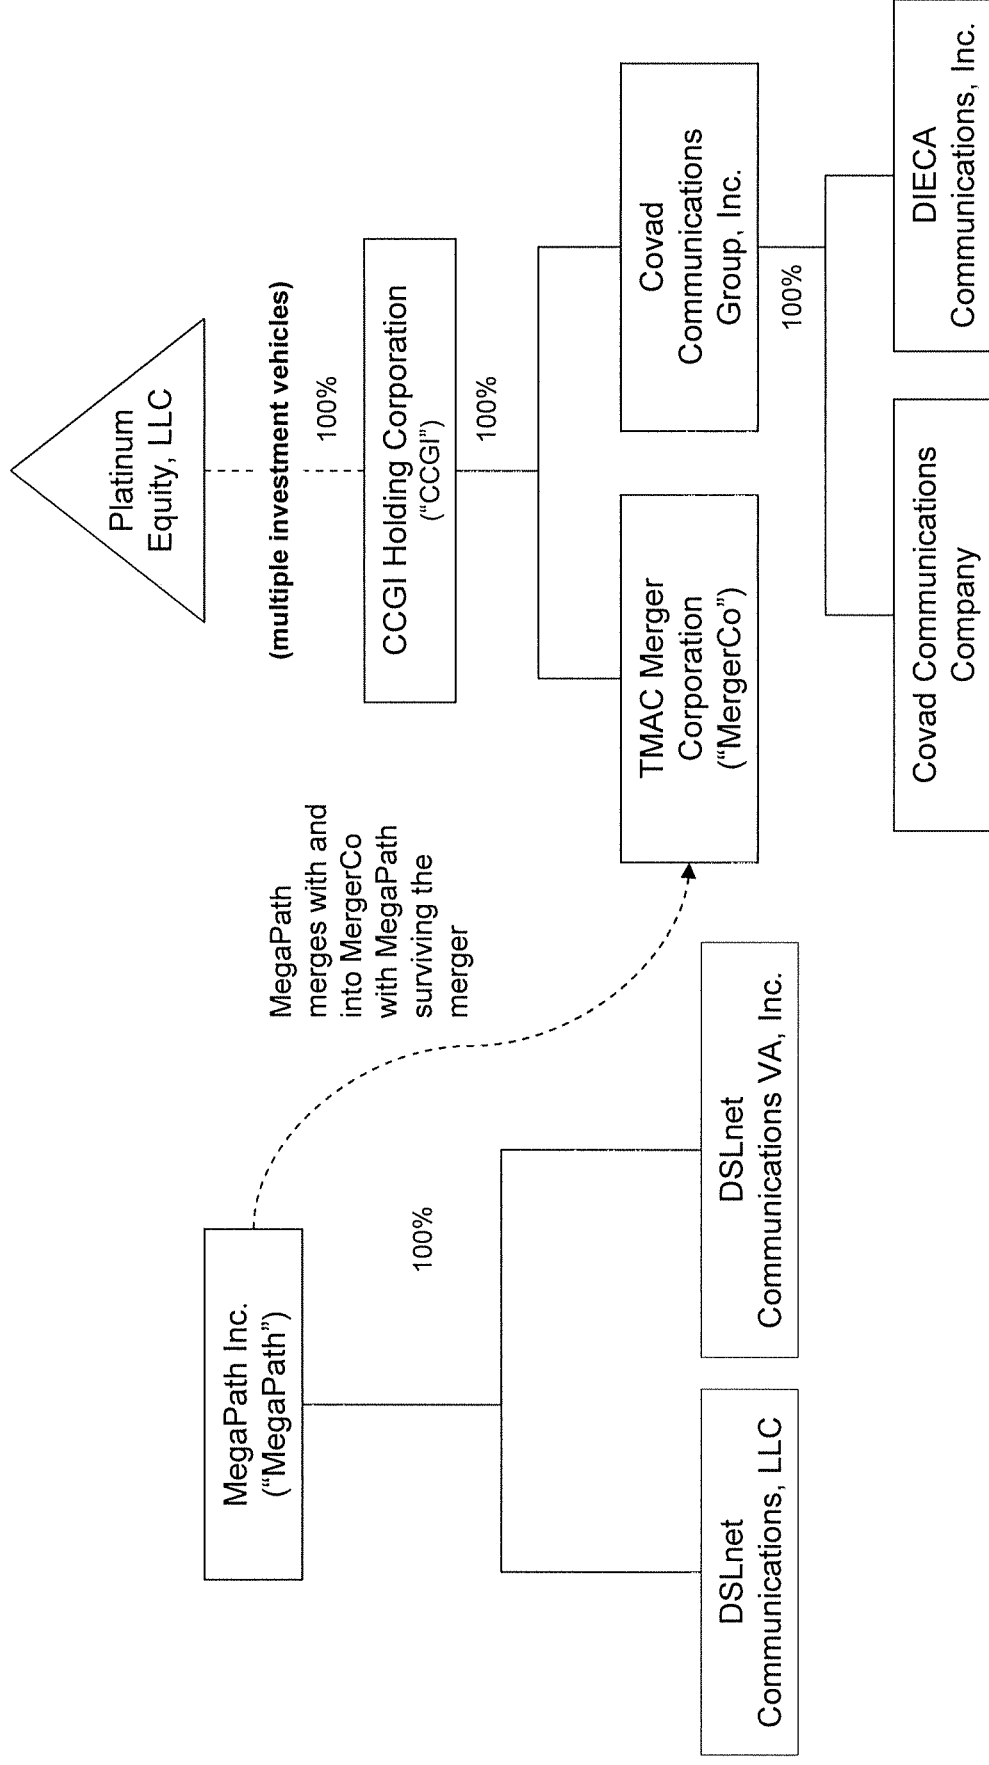 Platinum
Equity, LLC
(multiple investment vehicles)
100%
CCGI Holding Corporation
(“CCGI”)
100%
MegaPath Inc.
(“MegaPath”)
MegaPath
merges with and
into MergerCo
with MegaPath
surviving the
merger
100%
TMAC Merger
Corporation
(“MergerCo”)
Covad
Communications
Group, Inc.
100%
DSLnet
Communications, LLC
DSLnet
Communications VA, Inc.
Covad Communications
Company
DIECA
Communications, Inc.